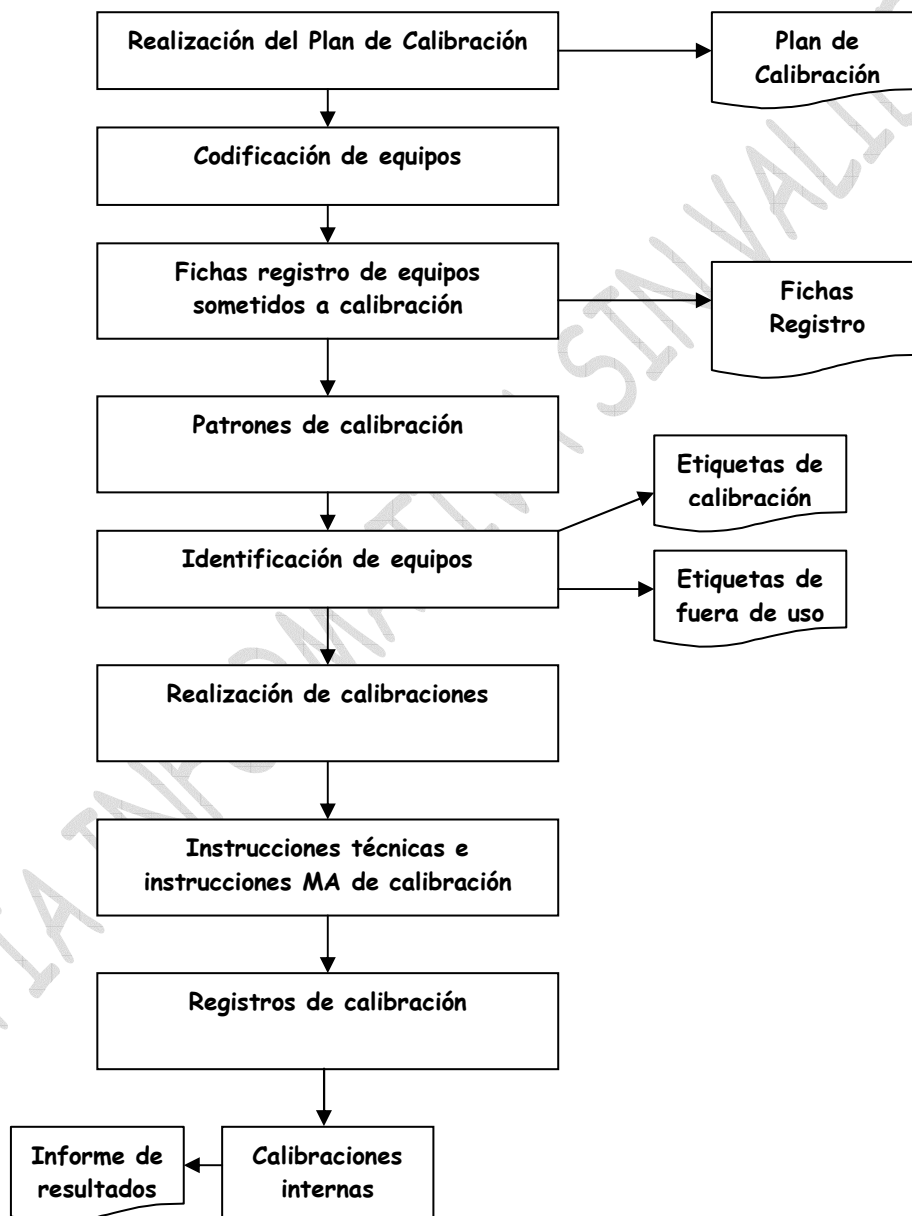 Realización del Plan de Calibración
Plan de
Calibración
Codificación de equipos
Fichas registro de equipos
sometidos a calibración
Fichas
Registro
Patrones de calibración
Etiquetas de
calibración
Identificación de equipos
Etiquetas de
fuera de uso
Realización de calibraciones
Instrucciones técnicas e
instrucciones MA de calibración
Registros de calibración
Informe de
resultados
Calibraciones
internas